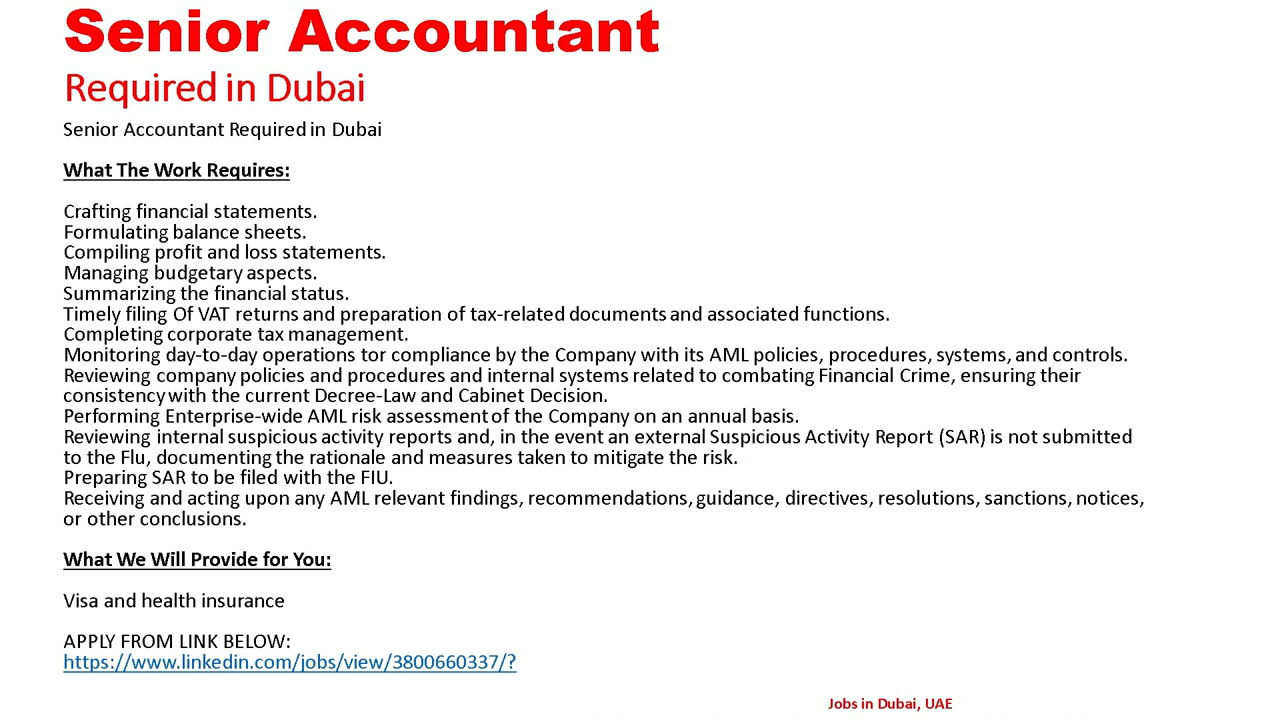 Senior Accountant
Required in Dubai
Senior Accountant Required in Dubai
What The Work Requires:
Crafting financial statements.
Formulating balance sheets.
Compiling profit and loss statements.
Managing budgetary aspects.
Summarizing the financial status.
Timely filing Of VAT returns and preparation of tax-related documents and associated functions.
Completing corporate tax management.
Monitoring day-to-day operations tor compliance by the Company with its AML policies, procedures, systems, and controls.
Reviewing company policies and procedures and internal systems related to combating Financial Crime, ensuring their
consistency with the current Decree-Law and Cabinet Decision.
Performing Enterprise-wide AML risk assessment of the Company on an annual basis.
Reviewing internal suspicious activity reports and, in the event an external Suspicious Activity Report (SAR) is not submitted
to the Flu, documenting the rationale and measures taken to mitigate the risk.
Preparing SAR to be filed with the FIU.
Receiving and acting upon any AML relevant findings, recommendations, guidance, directives, resolutions, sanctions, notices,
or other conclusions.
What We Will Provide for You:
Visa and health insurance
APPLY FROM LINK BELOW:
https://www.linkedin.com/jobs/view/3800660337/?
Jobs in Dubai, UAE